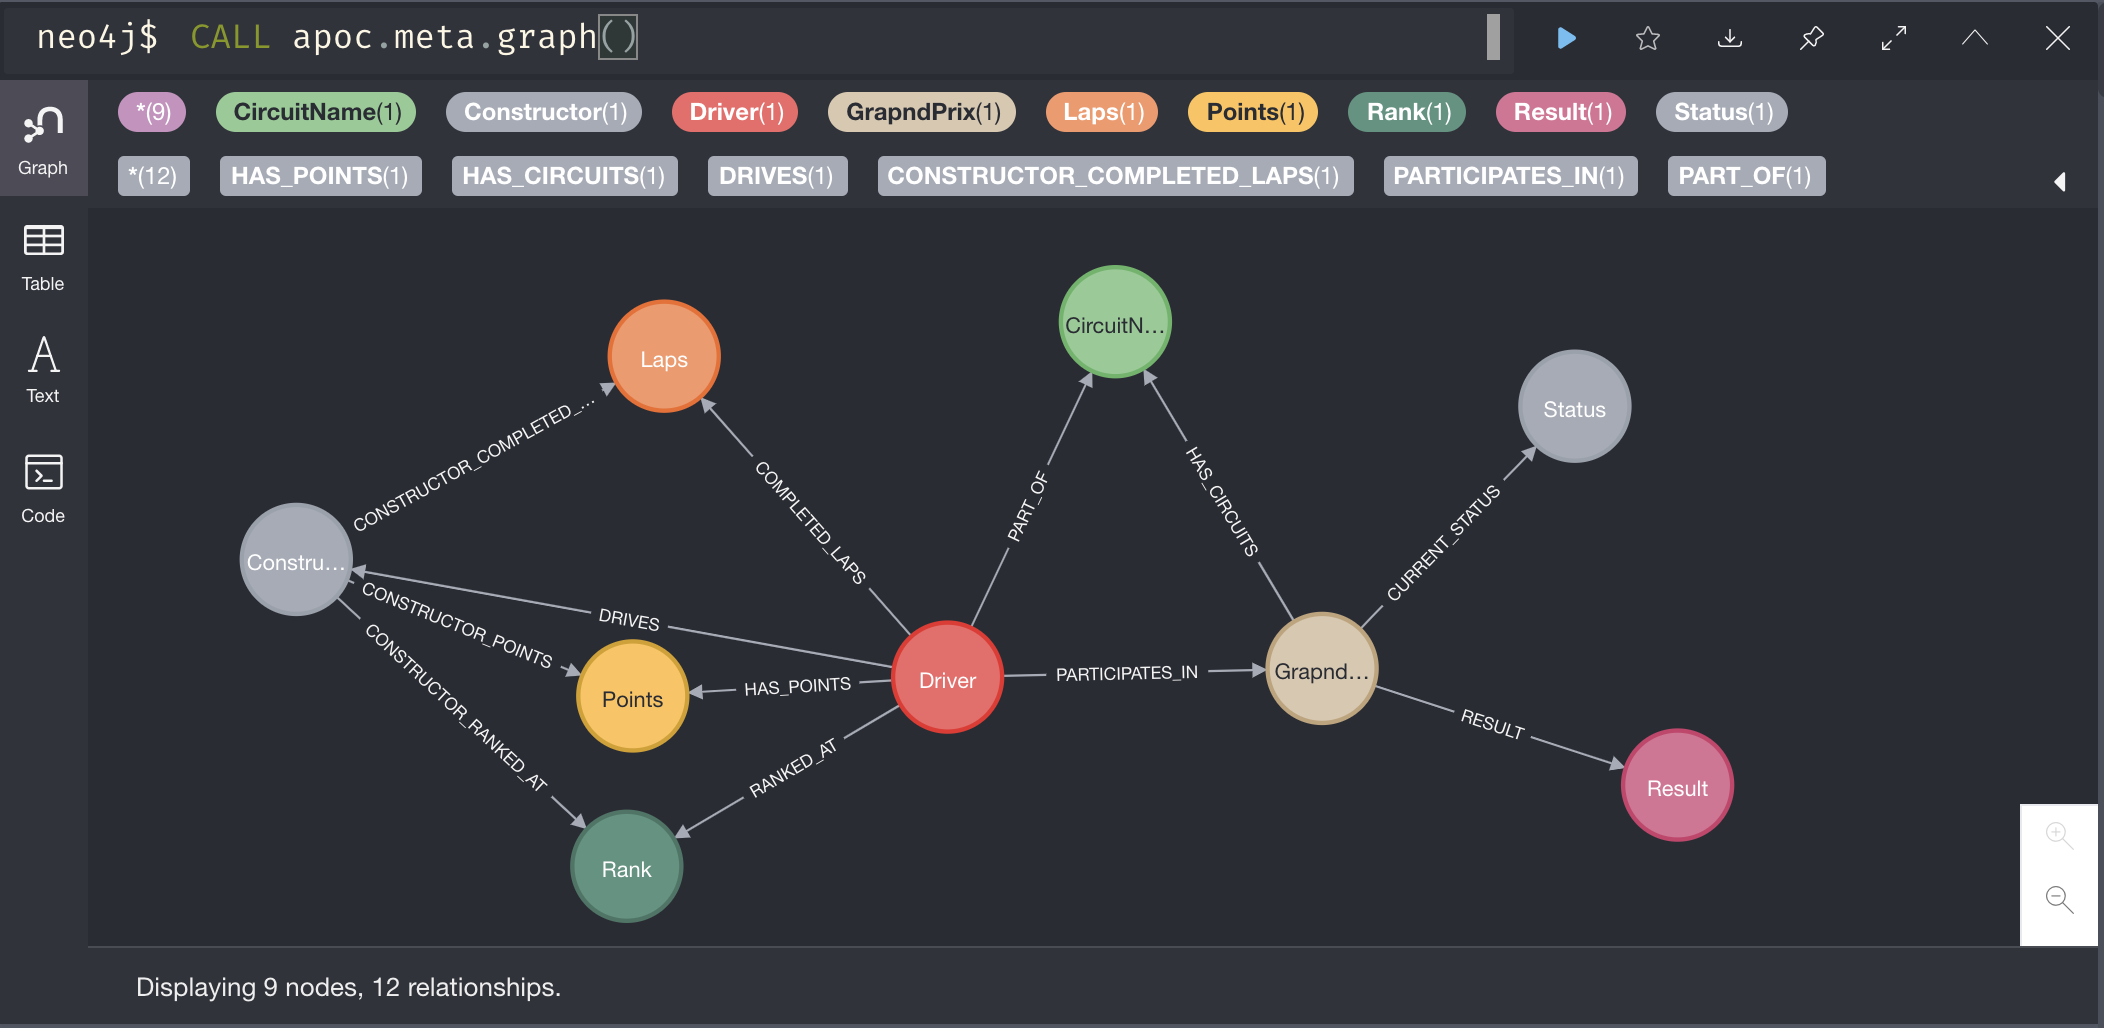 neo4j$ CALL apoc.meta.graph()
*(9) CircuitName(1) Constructor(1) Driver(1) GrapndPrix(1) Laps(1) Points(1) Rank(1) Result(1) Status(1)
*(12) HAS_POINTS(1) HAS_CIRCUITS(1) DRIVES(1) CONSTRUCTOR_COMPLETED_LAPS(1) PARTICIPATES_IN(1) PART_OF(1)
Graph
Table
Text
Code
CircuitN...
Laps
Status
CONSTRUCTOR_COMPLETED_...
COMPLETED_LAPS
PART_OF
HAS_CIRCUITS
CURRENT_STATUS
Constru...
CONSTRUCTOR_POINTS
DRIVES
CONSTRUCTOR_RANKED_AT
Points
HAS_POINTS
Driver
PARTICIPATES_IN
Grapnd...
RESULT
RANKED_AT
Result
Rank
Displaying 9 nodes, 12 relationships.